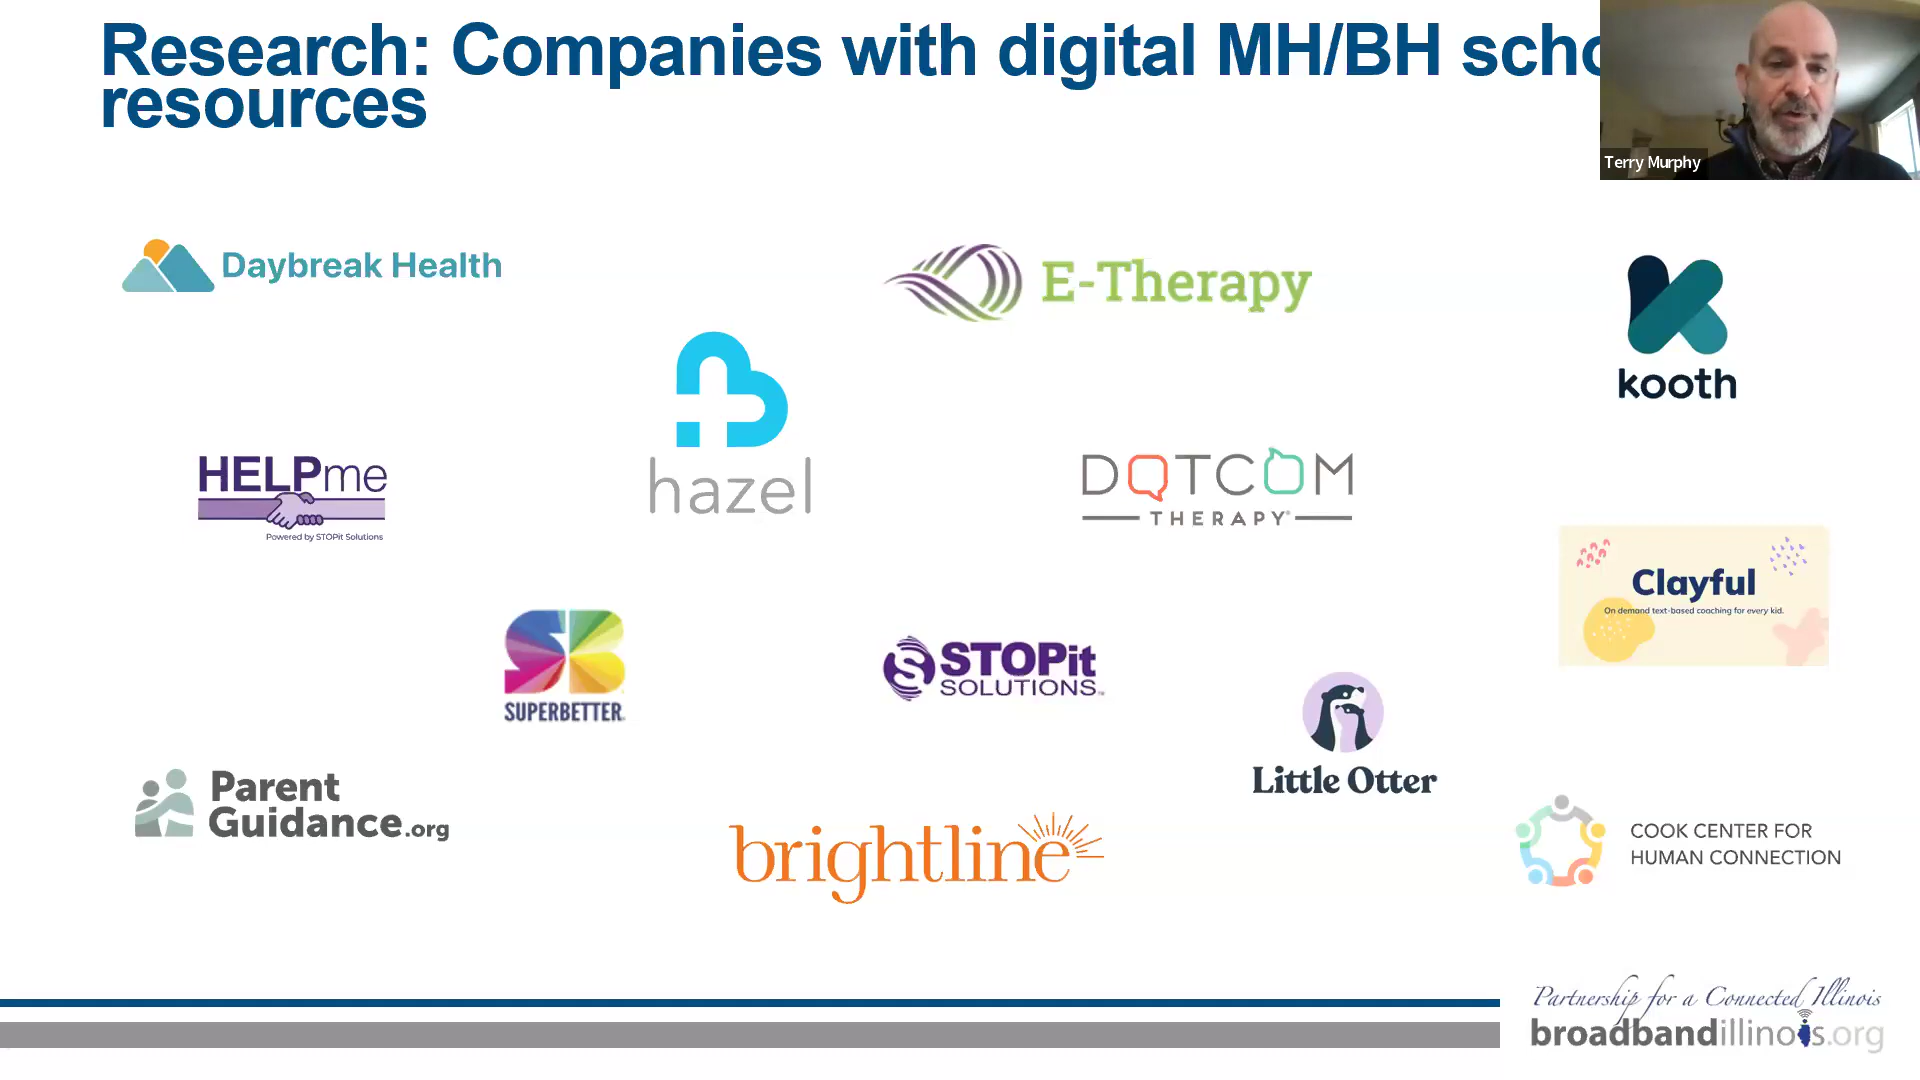 Research: Companies with digital MH/BH scho
resources
Terry Murphy
Daybreak Health
E-Therapy
kooth
hazel
HELPme
Powered by STOPit Solutions
DOTCOM
THERAPY®
Clayful
On demand text-based coaching for every kid.
SUPERBETTER
STOPit
SOLUTIONS™
Little Otter
Parent
Guidance.org
brightline
COOK CENTER FOR
HUMAN CONNECTION
Partnership for a Connected Illinois
broadbandillinois.org